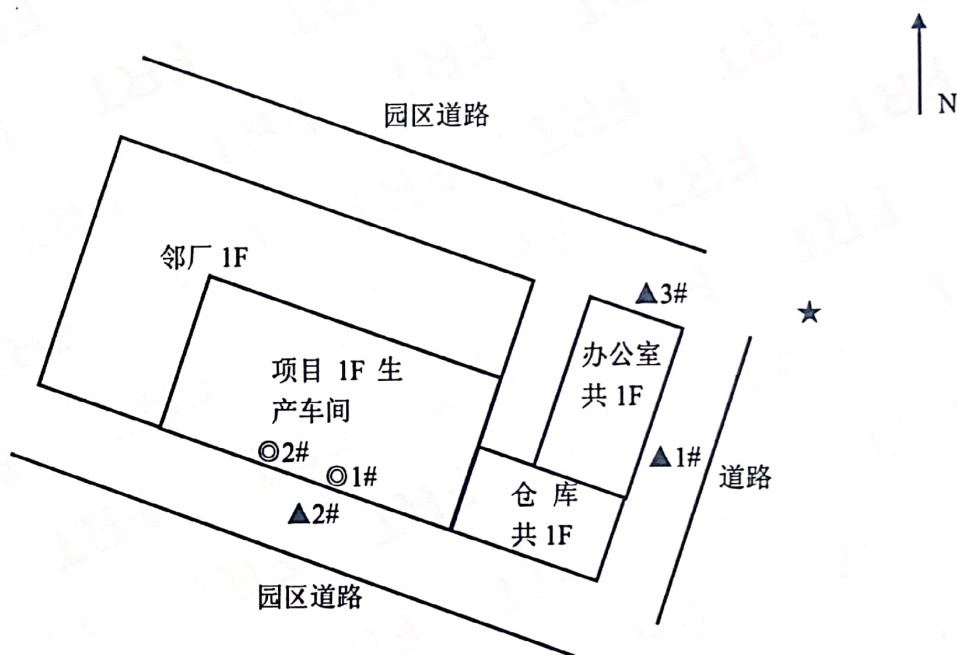 N
园区道路
邻厂 1F
▲3#
★
办公室
共 1F
项目 1F 生
产车间
◎2#
◎1#
▲1#
道路
▲2#
仓 库
共 1F
园区道路